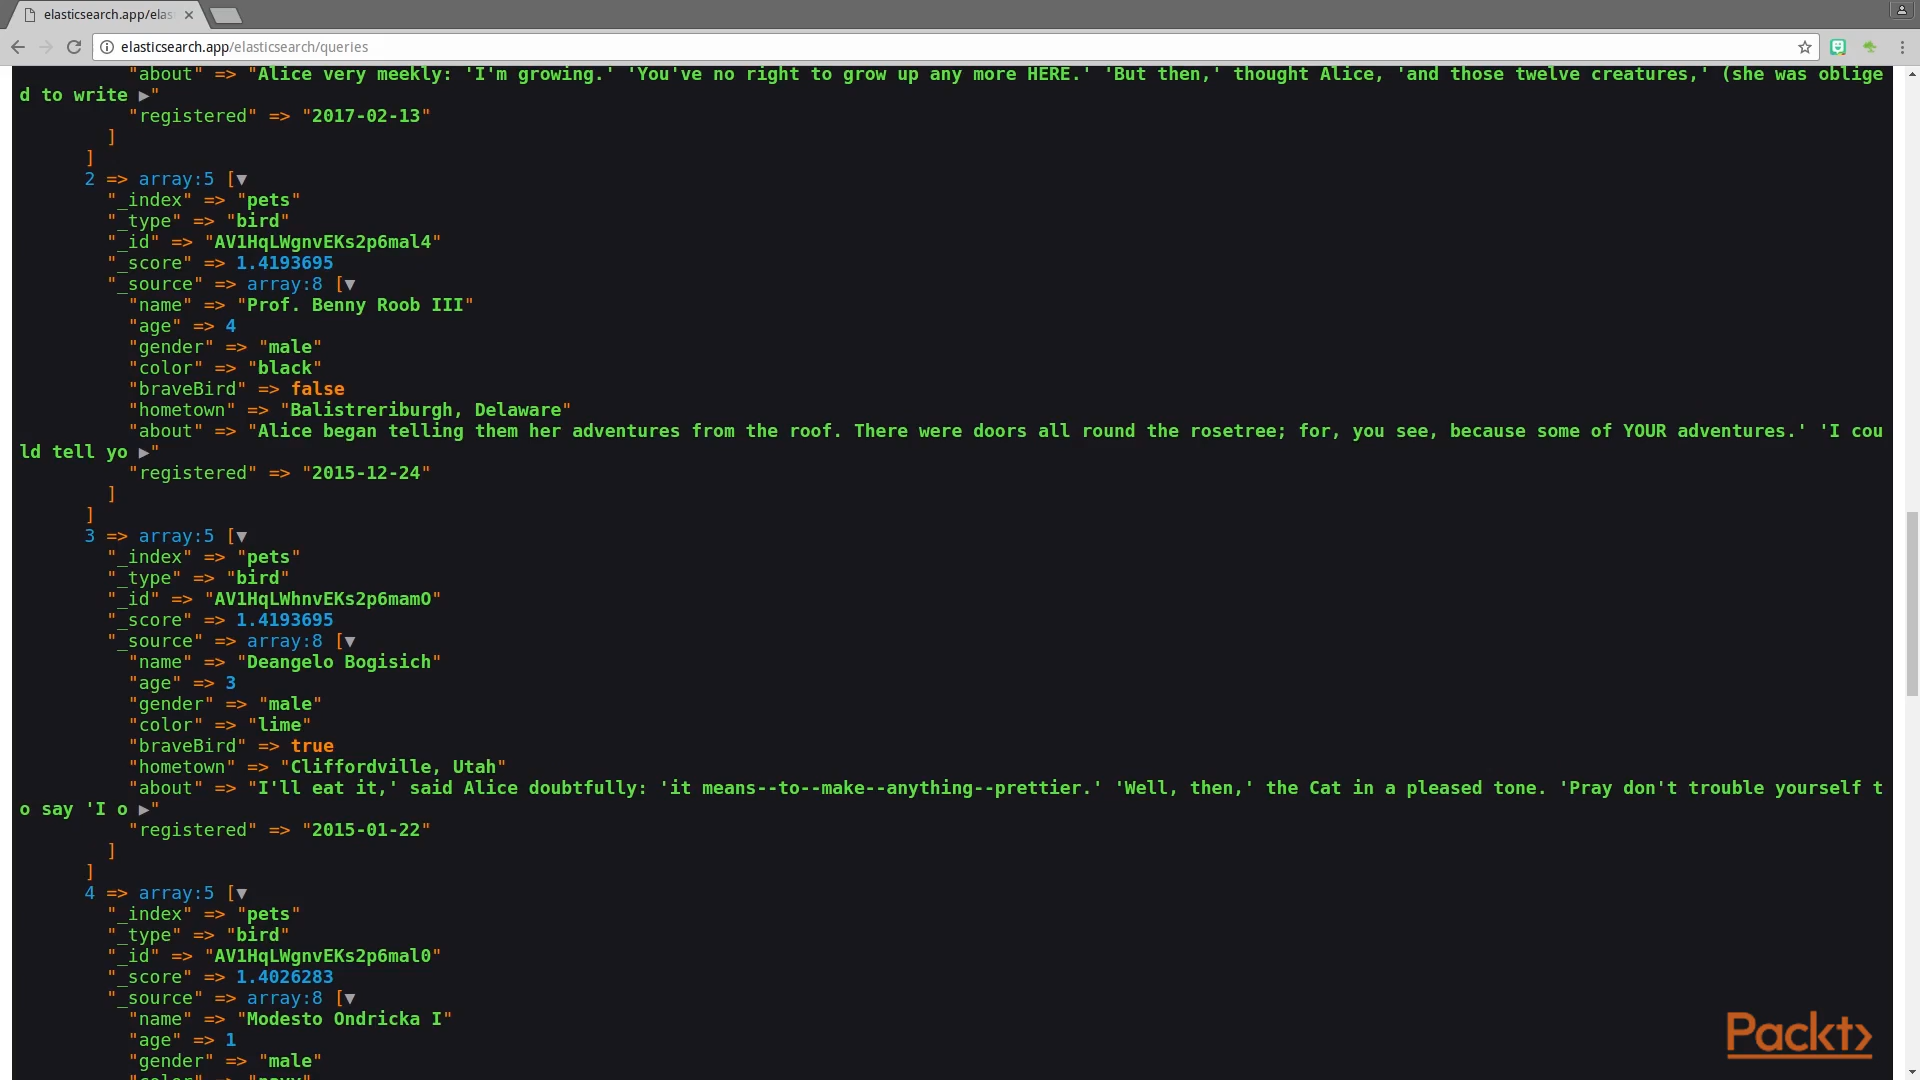 elasticsearch.app/elas
elasticsearch.app/elasticsearch/queries
"about" => "Alice very meekly: 'I'm growing.' 'You've no right to grow up any more HERE.' 'But then,' thought Alice, 'and those twelve creatures,' (she was oblige
d to write ▶"
"registered" => "2017-02-13"
]
]
2 => array:5 [▼
"_index" => "pets"
"_type" => "bird"
"_id" => "AV1HqLWgnvEKs2p6mal4"
"_score" => 1.4193695
"_source" => array:8 [▼
"name" => "Prof. Benny Roob III"
"age" => 4
"gender" => "male"
"color" => "black"
"braveBird" => false
"hometown" => "Balistreriburgh, Delaware"
"about" => "Alice began telling them her adventures from the roof. There were doors all round the rosetree; for, you see, because some of YOUR adventures.' 'I cou
ld tell yo ▶"
"registered" => "2015-12-24"
]
]
3 => array:5 [▼
"_index" => "pets"
"_type" => "bird"
"_id" => "AV1HqLWhnvEKs2p6mamO"
"_score" => 1.4193695
"_source" => array:8 [▼
"name" => "Deangelo Bogisich"
"age" => 3
"gender" => "male"
"color" => "lime"
"braveBird" => true
"hometown" => "Cliffordville, Utah"
"about" => "I'll eat it,' said Alice doubtfully: 'it means--to--make--anything--prettier.' 'Well, then,' the Cat in a pleased tone. 'Pray don't trouble yourself t
o say 'I o ▶"
"registered" => "2015-01-22"
]
]
4 => array:5 [▼
"_index" => "pets"
"_type" => "bird"
"_id" => "AV1HqLWgnvEKs2p6mal0"
"_score" => 1.4026283
"_source" => array:8 [▼
"name" => "Modesto Ondricka I"
"age" => 1
"gender" => "male"
"color" => "navy"
Packt>